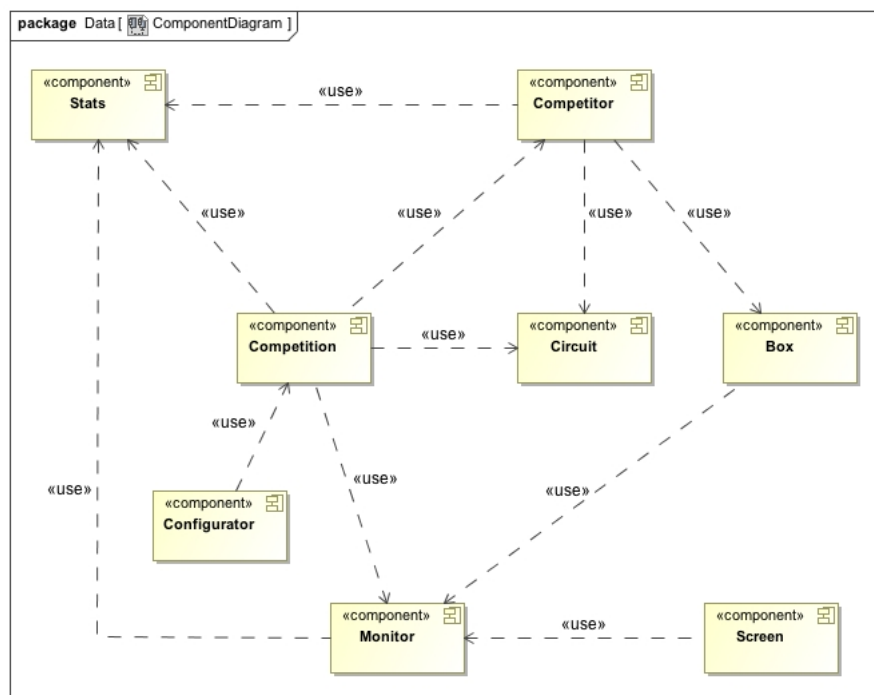 package Data [ ComponentDiagram ]
«component»
Stats
«use»
«component»
Competitor
«use»
«use»
«use»
«use»
«component»
Competition
«use»
«component»
Circuit
«component»
Box
«use»
«use»
«use»
«use»
«component»
Configurator
«component»
Monitor
«use»
«component»
Screen